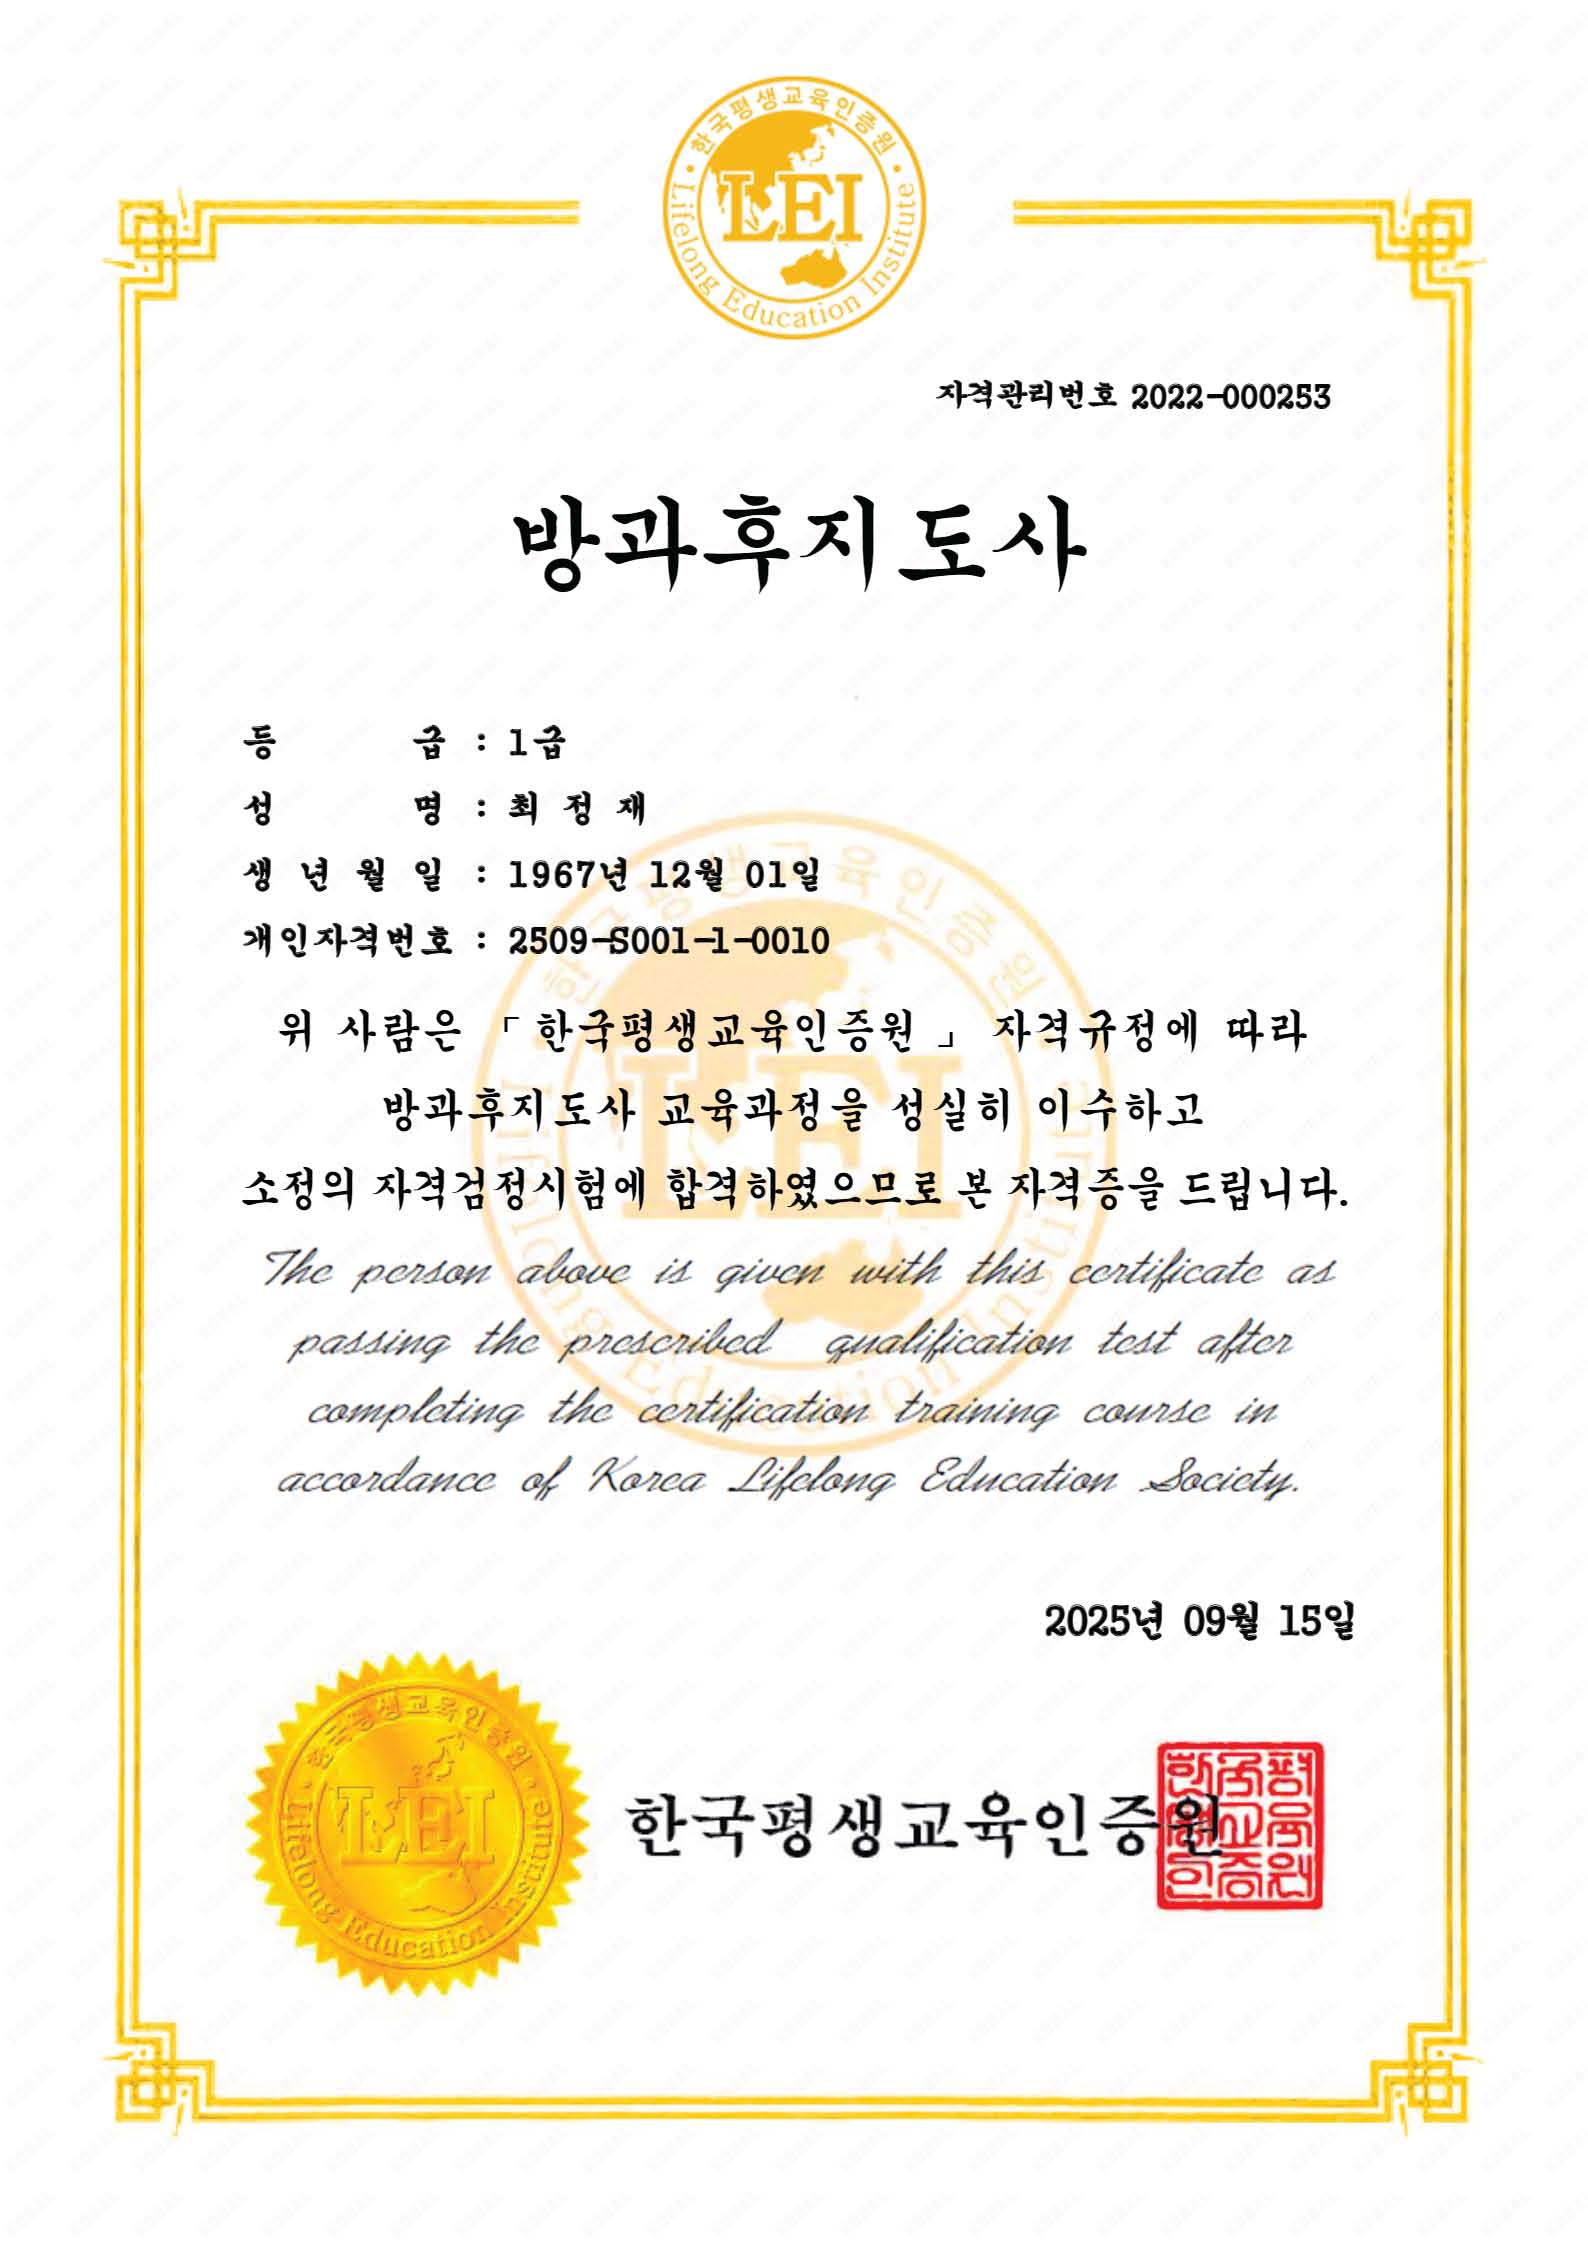 한국평생교육인증원
LEI
Lifelong Education Institute
자격관리번호 2022-000253
방과후지도사
등 급 : 1급
성 명 : 최 정 재
생 년 월 일 : 1967년 12월 01일
개인자격번호 : 2509-S001-1-0010
위 사람은 「한국평생교육인증원」 자격규정에 따라
방과후지도사 교육과정을 성실히 이수하고
소정의 자격검정시험에 합격하였으므로 본 자격증을 드립니다.
The person above is given with this certificate as
passing the prescribed qualification test after
completing the certification training course in
accordance of Korea Lifelong Education Society.
2025년 09월 15일
한국평생교육인증원
LEI
Lifelong Education Institute
한국평생교육인증원